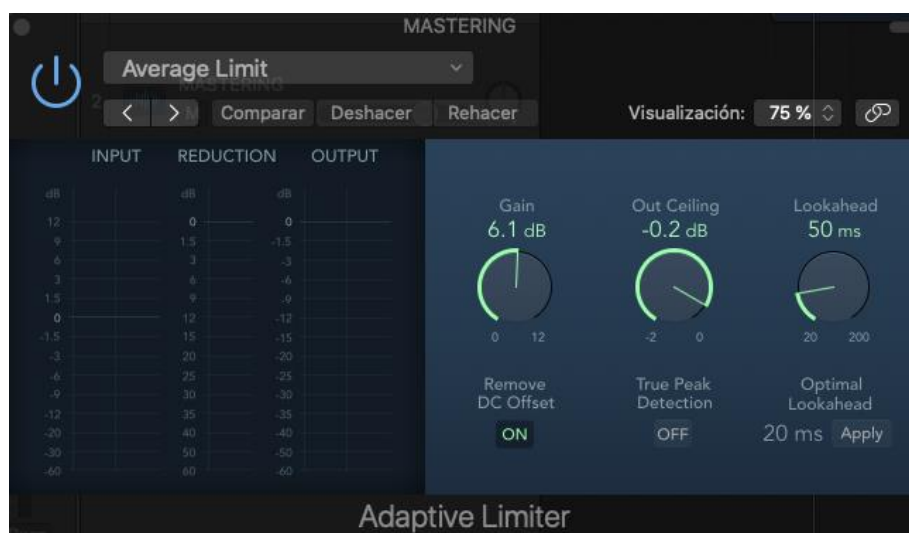 MASTERING
Average Limit
MASTERING
2
Comparar Deshacer Rehacer Visualización: 75 %
INPUT REDUCTION OUTPUT
dB dB dB
12 0 0
9 1.5 -1.5
6 3 -3
3 6 -6
1.5 9 -9
0 12 -12
-1.5 15 -15
-3 20 -20
-6 25 -25
-9 30 -30
-12 35 -35
-20 40 -40
-30 50 -50
-60 60 -60
Gain Out Ceiling Lookahead
6.1 dB -0.2 dB 50 ms
0 12 -2 0 20 200
Remove True Peak Optimal
DC Offset Detection Lookahead
ON OFF 20 ms Apply
Adaptive Limiter